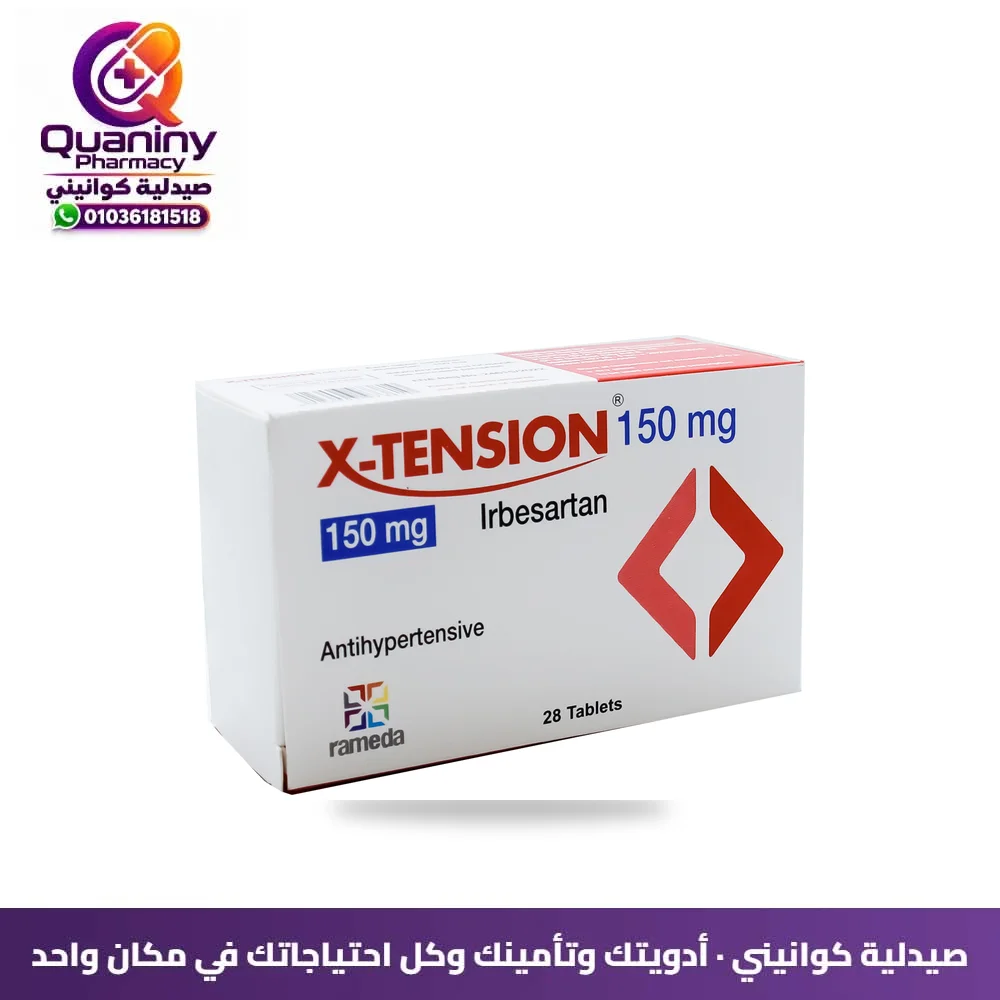 Quaniny
Pharmacy
صيدلية كوانيني
01036181518
X-TENSION® 150 mg
150 mg
Irbesartan
Antihypertensive
rameda
28 Tablets
صيدلية كوانيني · أدويتك وتأمينك وكل احتياجاتك في مكان واحد